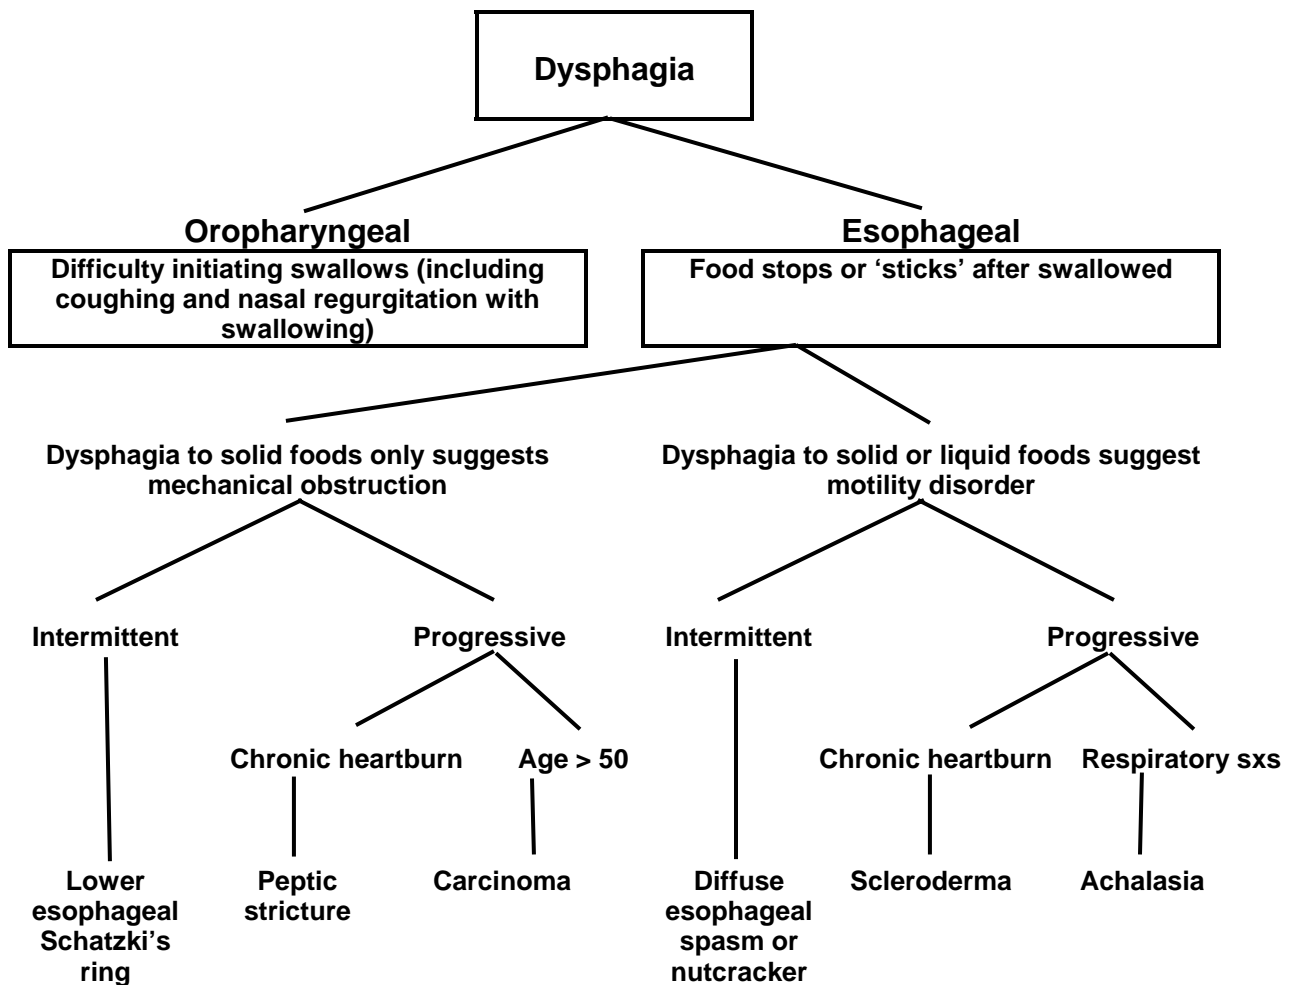 Dysphagia
Oropharyngeal
Difficulty initiating swallows (including
coughing and nasal regurgitation with
swallowing)
Esophageal
Food stops or ‘sticks’ after swallowed
Dysphagia to solid foods only suggests
mechanical obstruction
Dysphagia to solid or liquid foods suggest
motility disorder
Intermittent
Progressive
Intermittent
Progressive
Chronic heartburn
Age > 50
Chronic heartburn
Respiratory sxs
Lower
esophageal
Schatzki’s
ring
Peptic
stricture
Carcinoma
Diffuse
esophageal
spasm or
nutcracker
Scleroderma
Achalasia